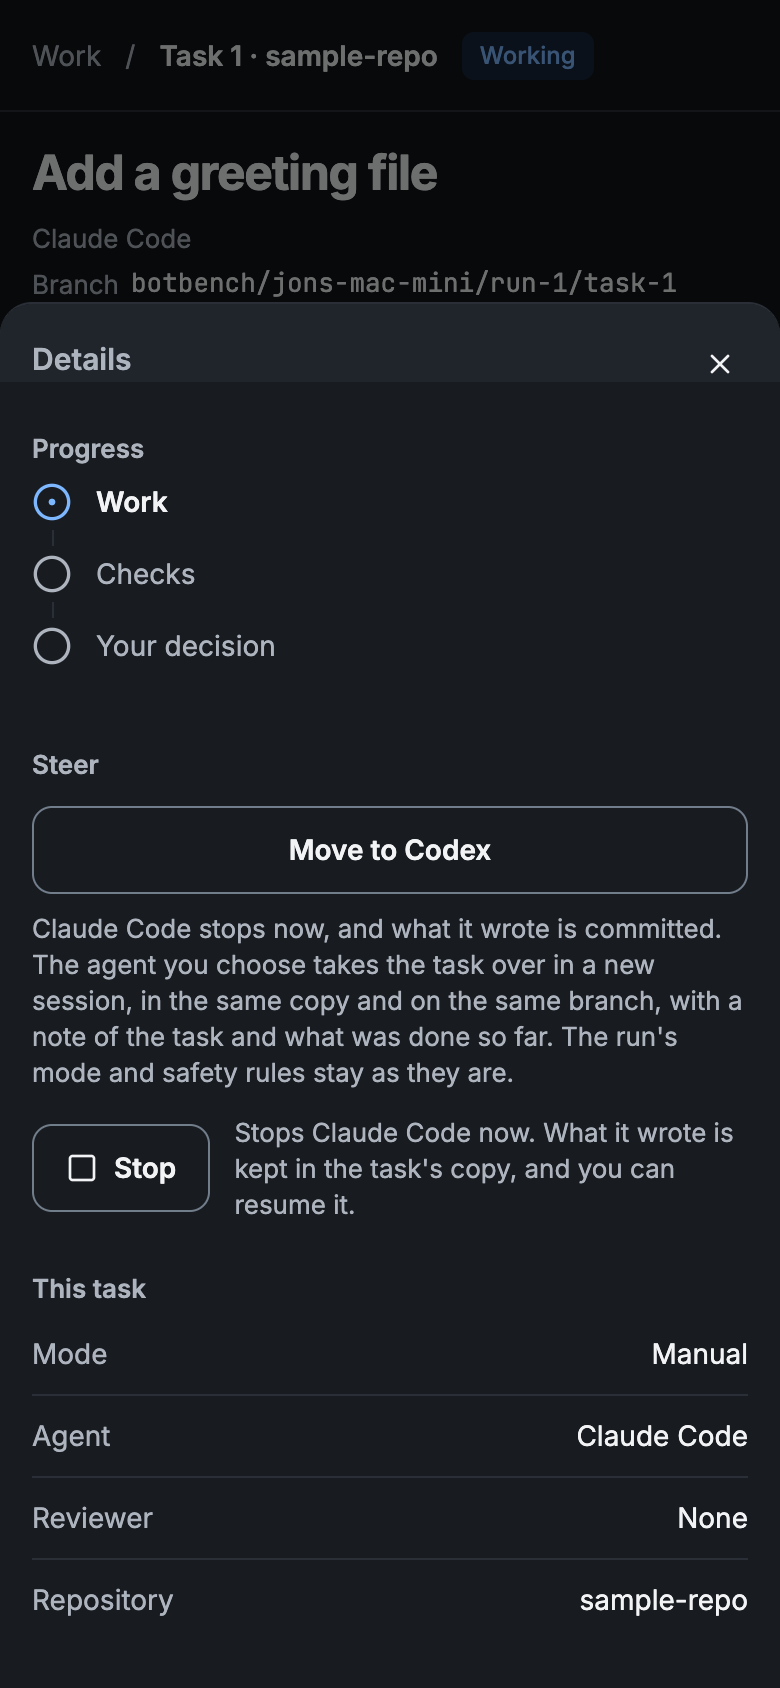 Work / Task 1 · sample-repo Working
Add a greeting file
Claude Code
Branch botbench/jons-mac-mini/run-1/task-1
Details
Progress
Work
Checks
Your decision
Steer
Move to Codex
Claude Code stops now, and what it wrote is committed.
The agent you choose takes the task over in a new
session, in the same copy and on the same branch, with a
note of the task and what was done so far. The run's
mode and safety rules stay as they are.
Stop
Stops Claude Code now. What it wrote is
kept in the task's copy, and you can
resume it.
This task
Mode Manual
Agent Claude Code
Reviewer None
Repository sample-repo